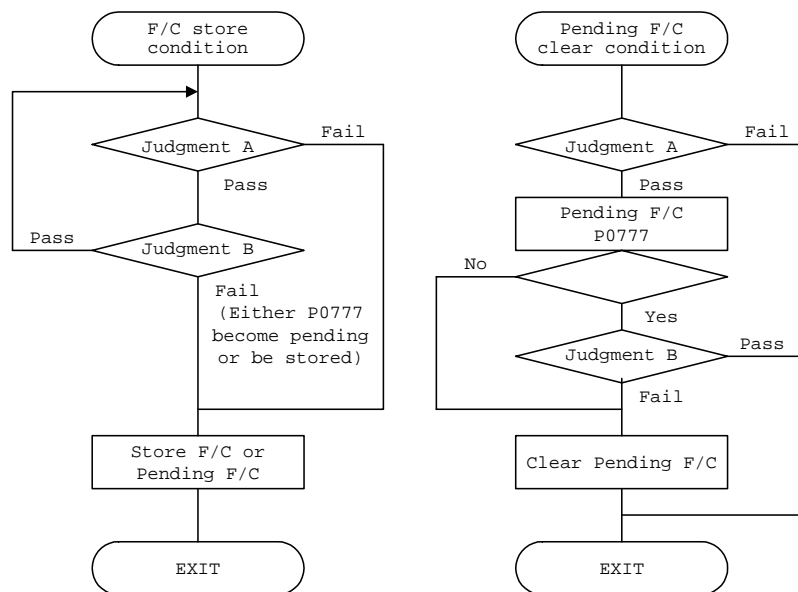 F/C store
condition
Fail
Judgment A
Pass
Pass
Judgment B
Fail
(Either P0777
become pending
or be stored)
Store F/C or
Pending F/C
EXIT
Pending F/C
clear condition
Fail
Judgment A
Pass
Pending F/C
P0777
No
Yes
Judgment B
Pass
Fail
Clear Pending F/C
EXIT